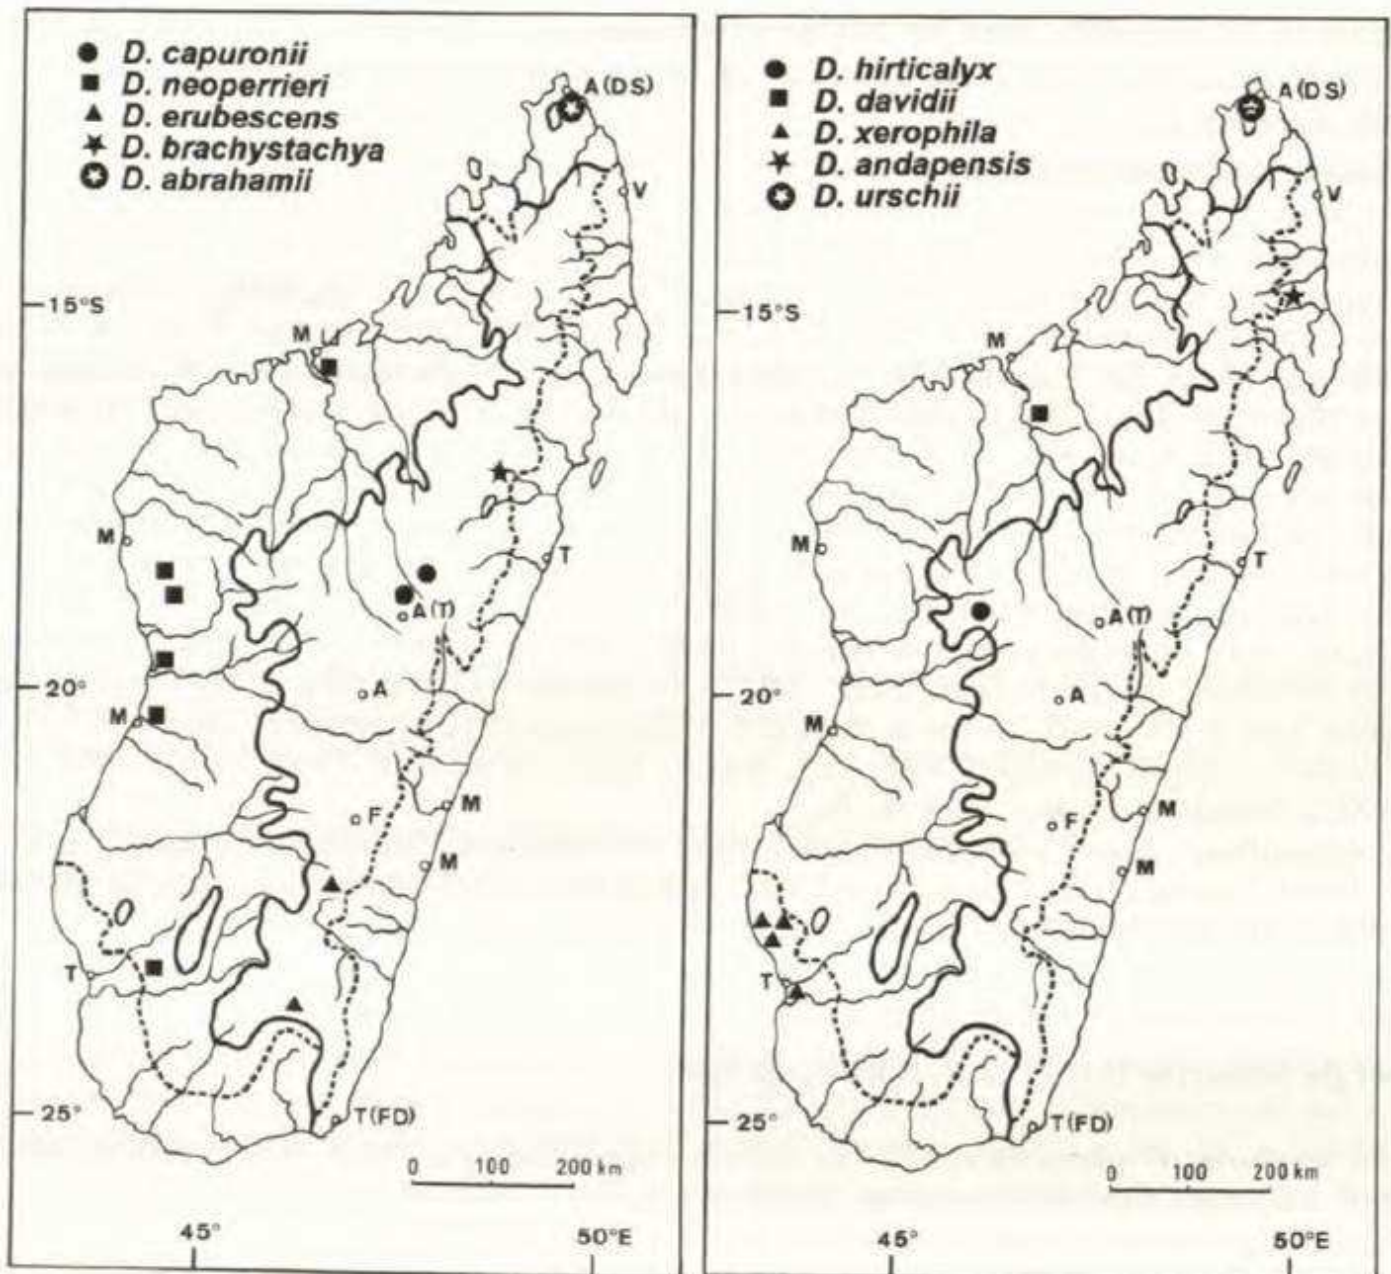 D. capuronii
D. neoperrieri
D. erubescens
D. brachystachya
D. abrahamii
A(DS)
V
15°S
M
M
T
A(T)
20°
A
M
M
F
M
T
25°
T(FD)
0 100 200 km
45°
50°E
D. hirticalyx
D. davidii
D. xerophila
D. andapensis
D. urschii
A(DS)
V
15°S
M
M
T
A(T)
20°
A
M
M
F
M
T
25°
T(FD)
0 100 200 km
45°
50°E